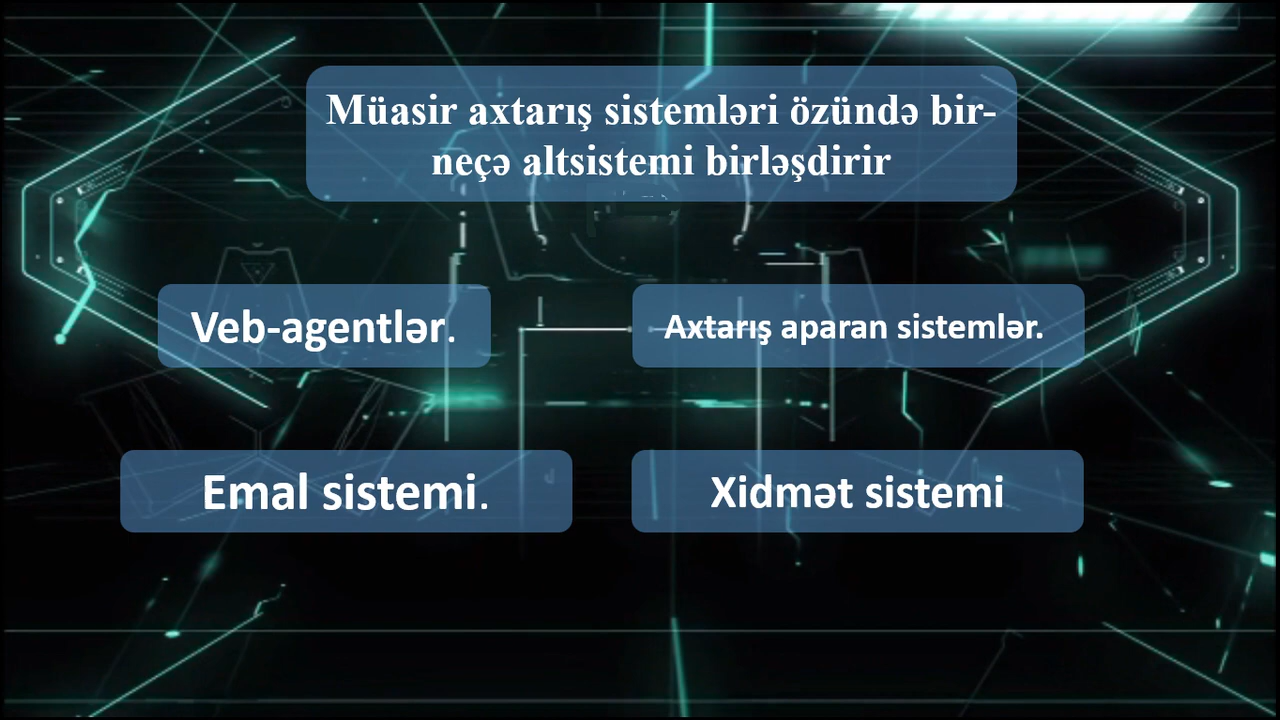 Müasir axtarış sistemləri özündə bir-
neçə altsistemi birləşdirir
Veb-agentlər.
Axtarış aparan sistemlər.
Emal sistemi.
Xidmət sistemi